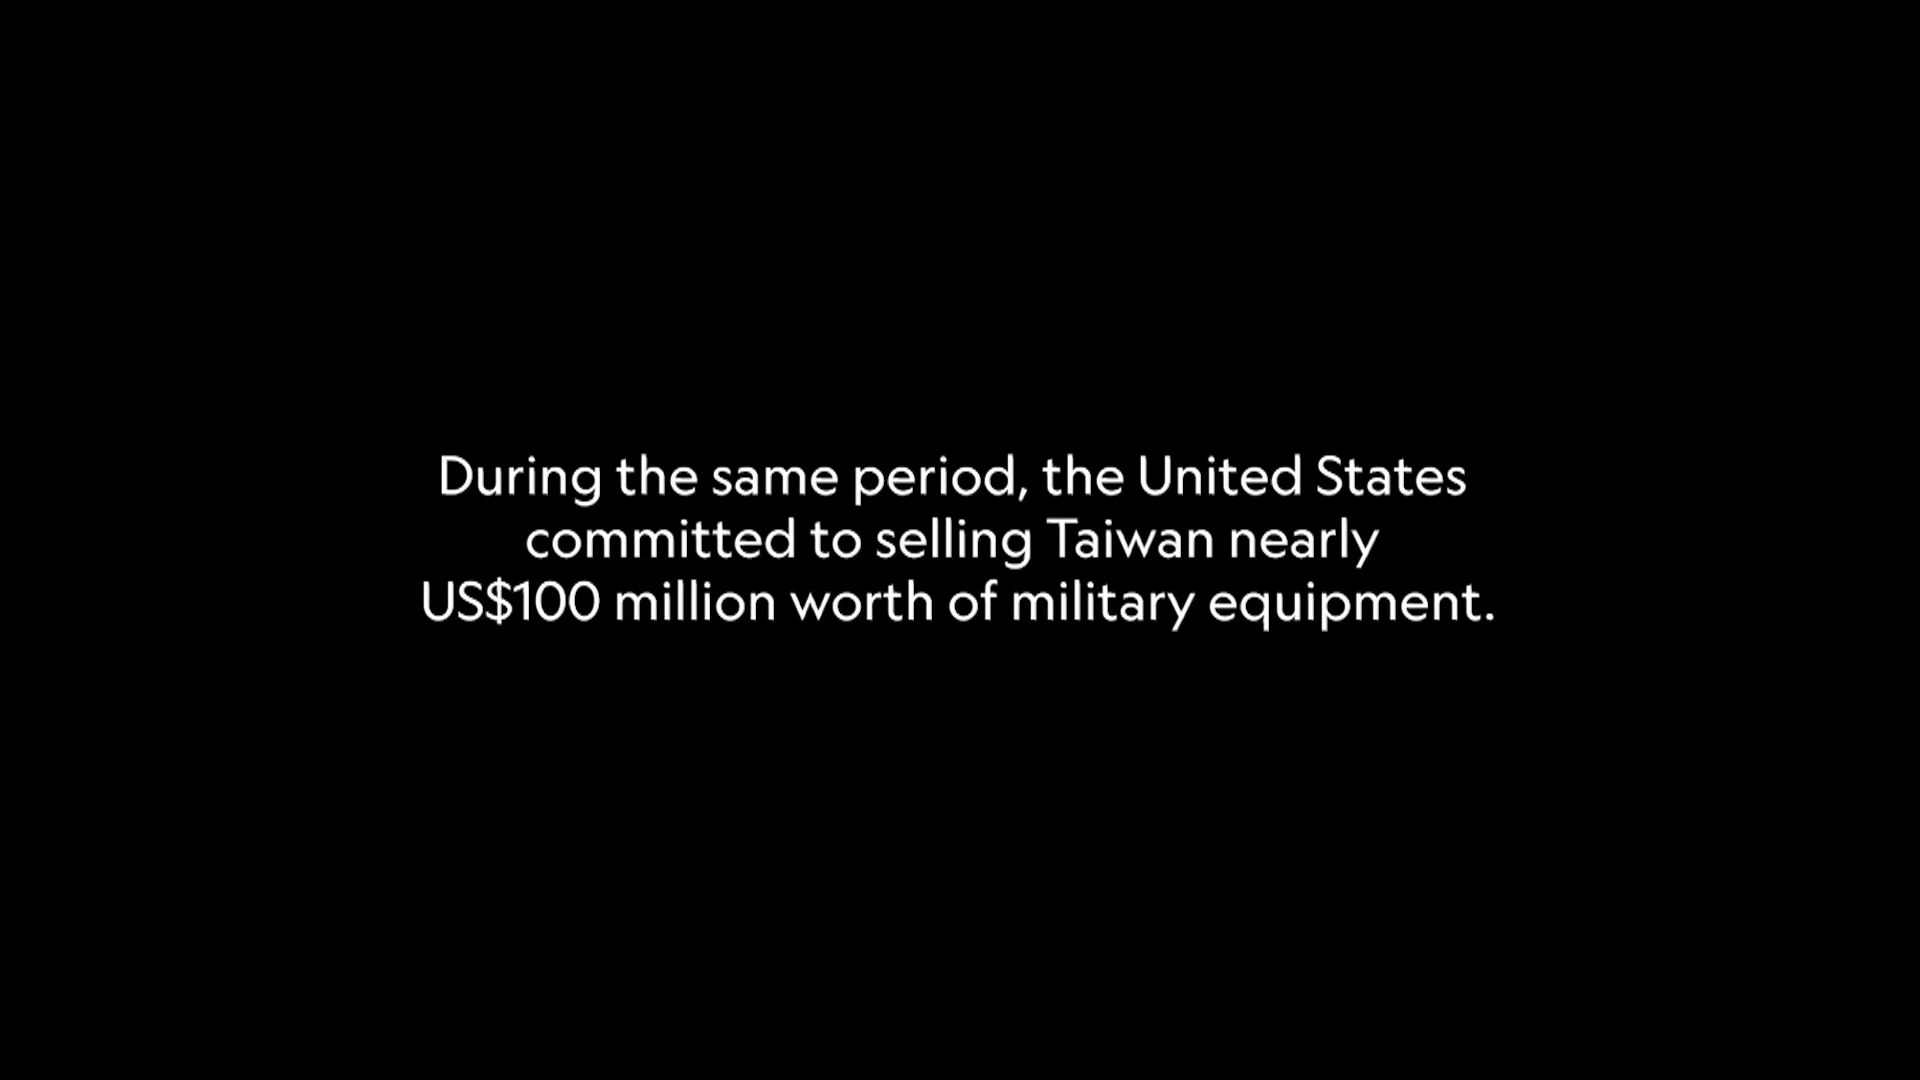 During the same period, the United States
committed to selling Taiwan nearly
US$100 million worth of military equipment.